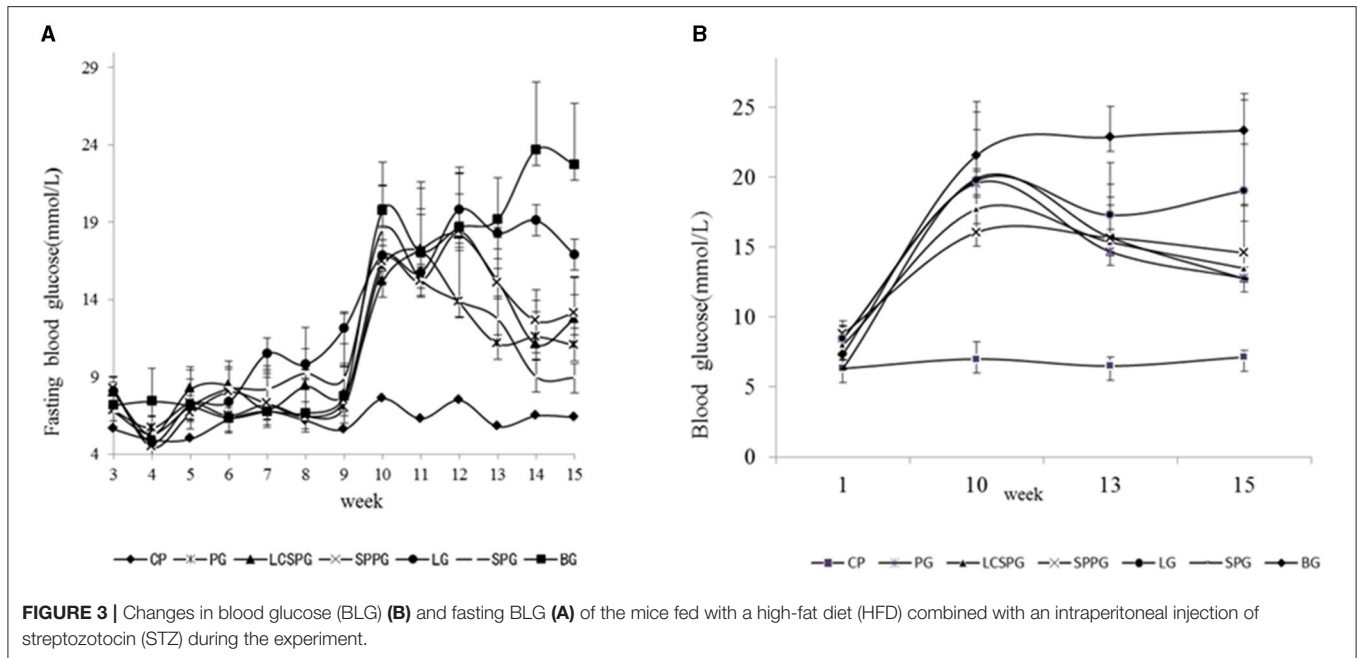 A
B
Fasting blood glucose(mmol/L)
29
24
19
14
9
4
3 4 5 6 7 8 9 10 11 12 13 14 15
week
CP PG LCSPG SPPG LG SPG BG
Blood glucose(mmol/L)
25
20
15
10
5
0
1 10 week 13 15
CP PG LCSPG SPPG LG SPG BG
FIGURE 3 | Changes in blood glucose (BLG) (B) and fasting BLG (A) of the mice fed with a high-fat diet (HFD) combined with an intraperitoneal injection of
streptozotocin (STZ) during the experiment.